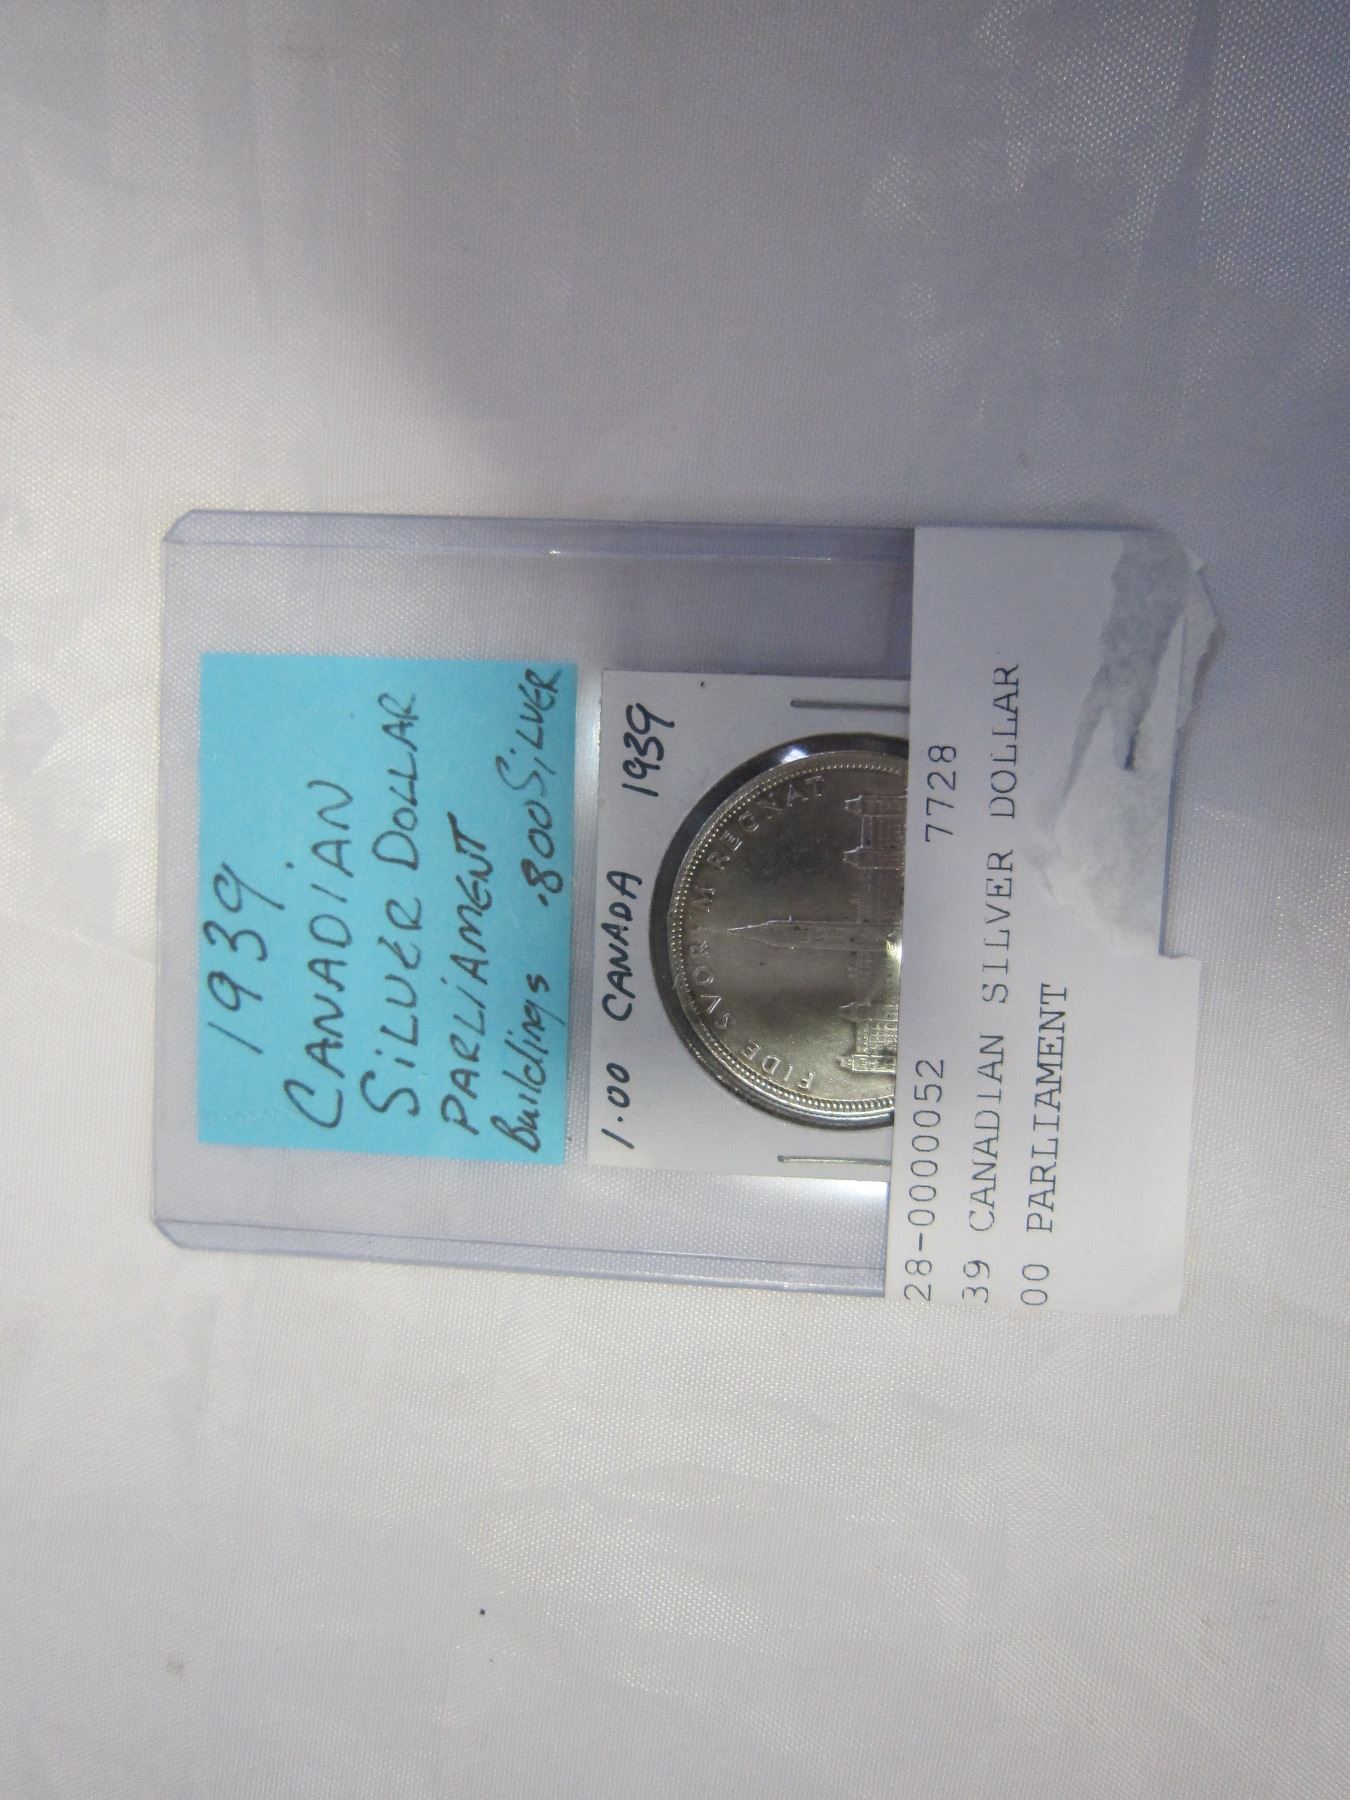 1939
CANADIAN
SILVER DOLLAR
PARLIAMENT
Buildings .800 SILVER
1.00 CANADA 1939
FIDE SVORVM REGNAT
28-0000052 7728
39 CANADIAN SILVER DOLLAR
00 PARLIAMENT